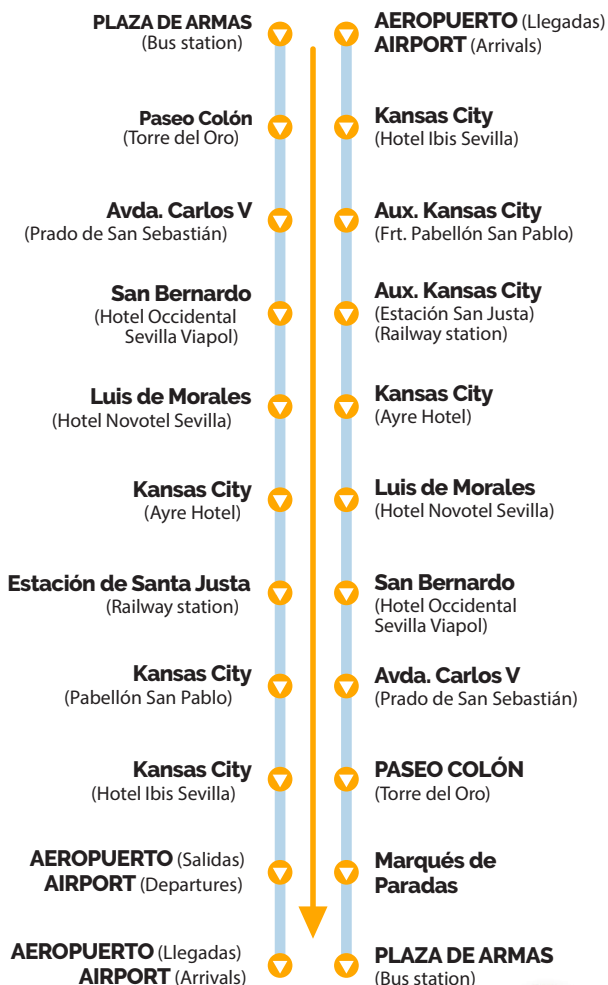 PLAZA DE ARMAS
(Bus station)
Paseo Colón
(Torre del Oro)
Avda. Carlos V
(Prado de San Sebastián)
San Bernardo
(Hotel Occidental
Sevilla Viapol)
Luis de Morales
(Hotel Novotel Sevilla)
Kansas City
(Ayre Hotel)
Estación de Santa Justa
(Railway station)
Kansas City
(Pabellón San Pablo)
Kansas City
(Hotel Ibis Sevilla)
AEROPUERTO (Salidas)
AIRPORT (Departures)
AEROPUERTO (Llegadas)
AIRPORT (Arrivals)
AEROPUERTO (Llegadas)
AIRPORT (Arrivals)
Kansas City
(Hotel Ibis Sevilla)
Aux. Kansas City
(Frt. Pabellón San Pablo)
Aux. Kansas City
(Estación San Justa)
(Railway station)
Kansas City
(Ayre Hotel)
Luis de Morales
(Hotel Novotel Sevilla)
San Bernardo
(Hotel Occidental
Sevilla Viapol)
Avda. Carlos V
(Prado de San Sebastián)
PASEO COLÓN
(Torre del Oro)
Marqués de
Paradas
PLAZA DE ARMAS
(Bus station)